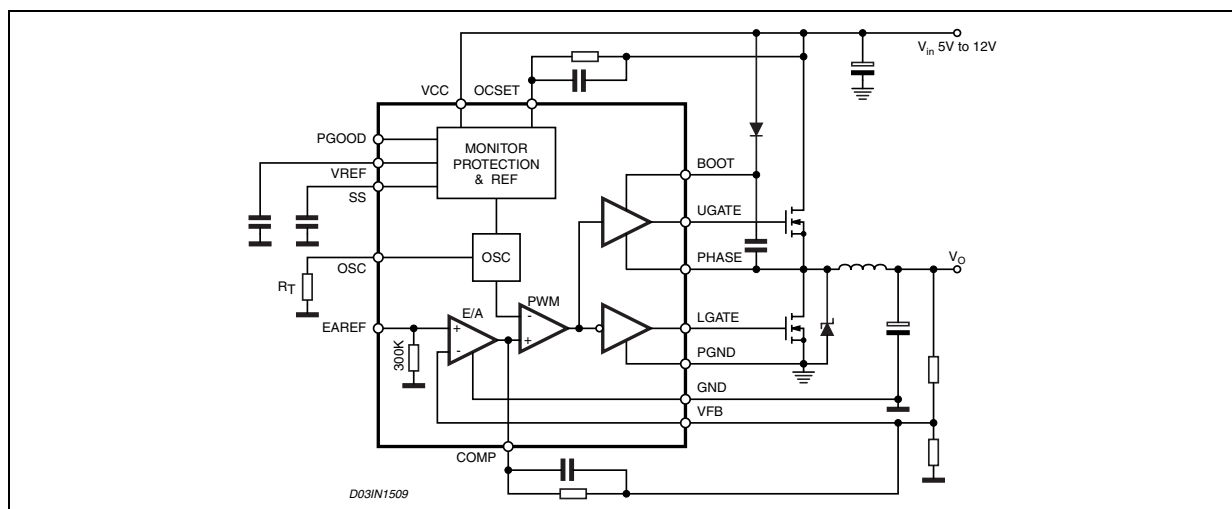 V_in 5V to 12V
VCC
OCSET
PGOOD
MONITOR
PROTECTION
& REF
BOOT
VREF
SS
UGATE
OSC
PHASE
V_O
OSC
R_T
E/A
PWM
LGATE
EAREF
+
-
-
+
300K
PGND
GND
VFB
COMP
D03IN1509